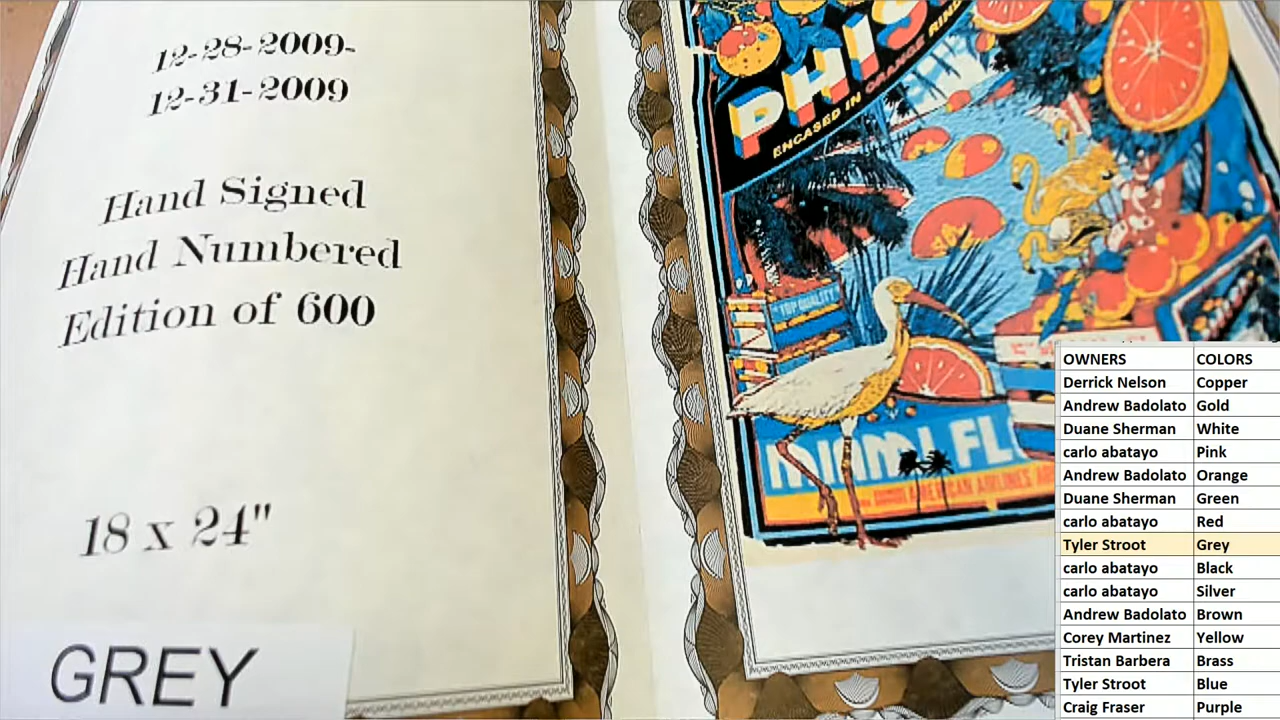 12-28-2009-
12-31-2009
Hand Signed
Hand Numbered
Edition of 600
18 x 24"
GREY
PHIS
ENCASED IN ORANGE RIND
TOP QUALITY
MIAMI FL
AMERICAN AIRLINES
OWNERS COLORS
Derrick Nelson Copper
Andrew Badolato Gold
Duane Sherman White
carlo abatayo Pink
Andrew Badolato Orange
Duane Sherman Green
carlo abatayo Red
Tyler Stroot Grey
carlo abatayo Black
carlo abatayo Silver
Andrew Badolato Brown
Corey Martinez Yellow
Tristan Barbera Brass
Tyler Stroot Blue
Craig Fraser Purple